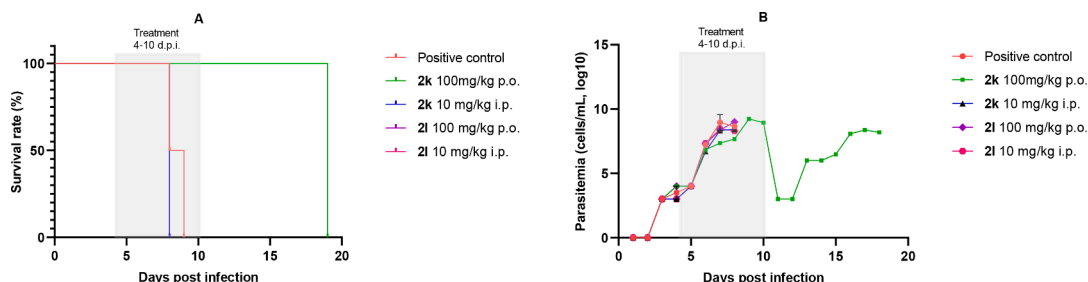 A
Treatment
4-10 d.p.i.
Survival rate (%)
100
50
0
0 5 10 15 20
Days post infection
Positive control
2k 100mg/kg p.o.
2k 10 mg/kg i.p.
2l 100 mg/kg p.o.
2l 10 mg/kg i.p.
B
Treatment
4-10 d.p.i.
Parasitemia (cells/mL, log10)
15
10
5
0
0 5 10 15 20
Days post infection
Positive control
2k 100mg/kg p.o.
2k 10 mg/kg i.p.
2l 100 mg/kg p.o.
2l 10 mg/kg i.p.